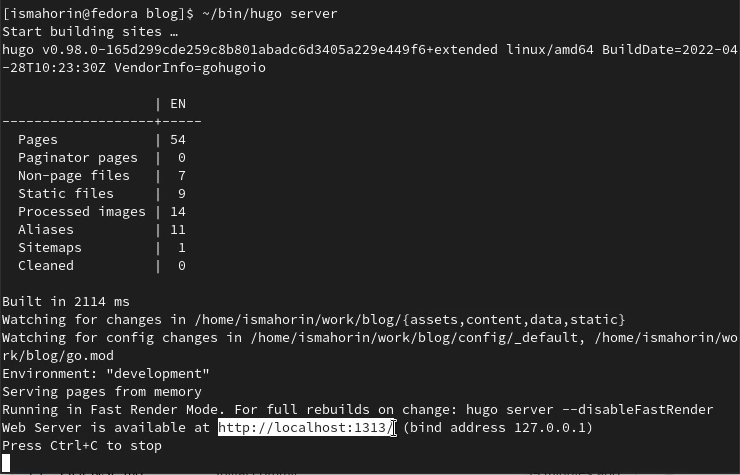 [ismahorin@fedora blog]$ ~/bin/hugo server
Start building sites …
hugo v0.98.0-165d299cde259c8b801abadc6d3405a229e449f6+extended linux/amd64 BuildDate=2022-04
-28T10:23:30Z VendorInfo=gohugoio
                   | EN
-------------------+-----
  Pages            | 54
  Paginator pages  |  0
  Non-page files   |  7
  Static files     |  9
  Processed images | 14
  Aliases          | 11
  Sitemaps         |  1
  Cleaned          |  0
Built in 2114 ms
Watching for changes in /home/ismahorin/work/blog/{assets,content,data,static}
Watching for config changes in /home/ismahorin/work/blog/config/_default, /home/ismahorin/wo
rk/blog/go.mod
Environment: "development"
Serving pages from memory
Running in Fast Render Mode. For full rebuilds on change: hugo server --disableFastRender
Web Server is available at http://localhost:1313/ (bind address 127.0.0.1)
Press Ctrl+C to stop